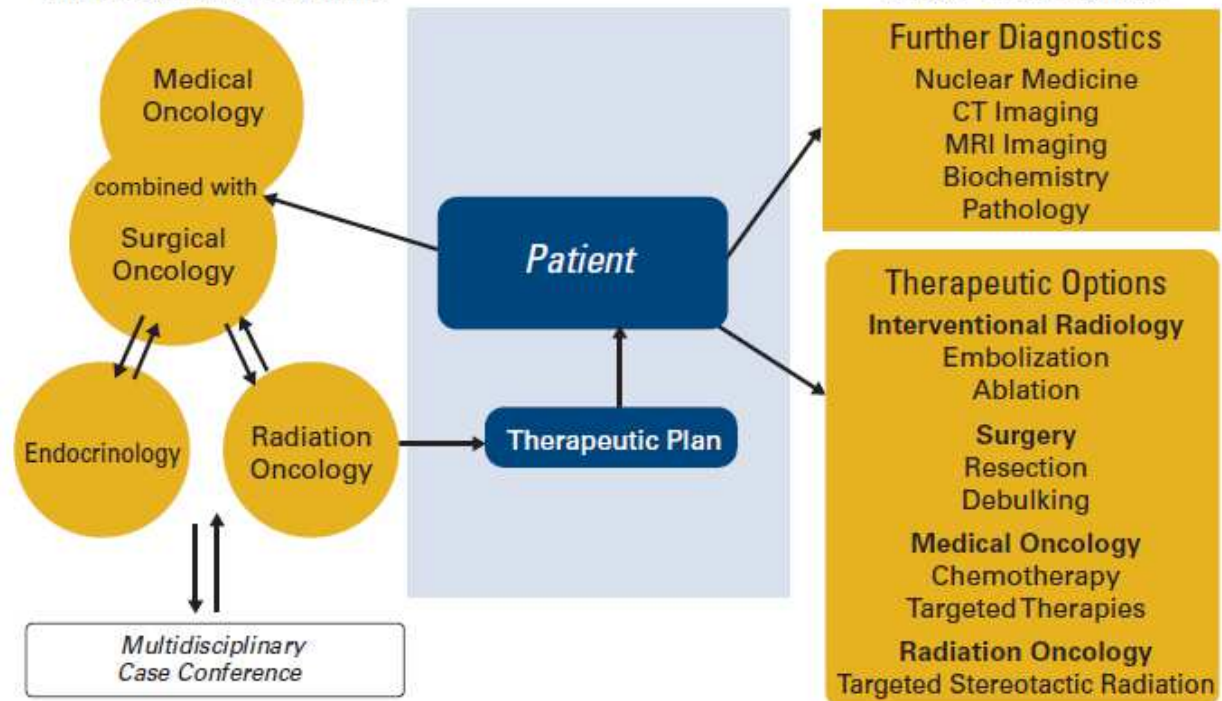 Medical
Oncology
combined with
Surgical
Oncology
Endocrinology
Radiation
Oncology
Multidisciplinary
Case Conference
Patient
Therapeutic Plan
Further Diagnostics
Nuclear Medicine
CT Imaging
MRI Imaging
Biochemistry
Pathology
Therapeutic Options
Interventional Radiology
Embolization
Ablation
Surgery
Resection
Debulking
Medical Oncology
Chemotherapy
Targeted Therapies
Radiation Oncology
Targeted Stereotactic Radiation